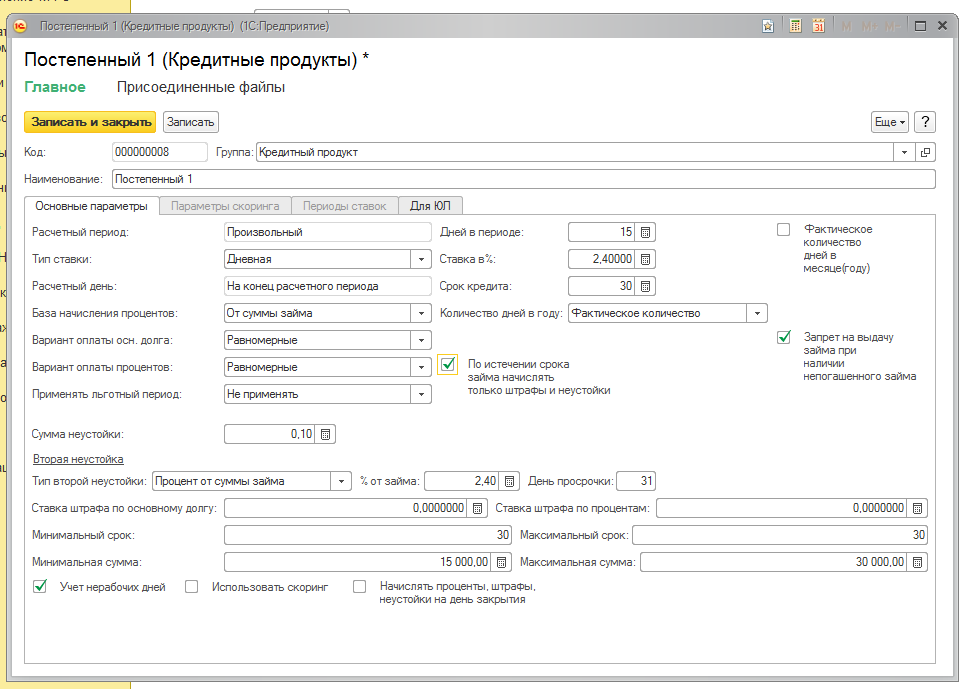 Постепенный 1 (Кредитные продукты) (1С:Предприятие)
M M+ M-
Постепенный 1 (Кредитные продукты) *
Главное Присоединенные файлы
Записать и закрыть Записать Еще ?
Код: 000000008 Группа: Кредитный продукт
Наименование: Постепенный 1
Основные параметры Параметры скоринга Периоды ставок Для ЮЛ
Расчетный период: Произвольный Дней в периоде: 15 Фактическое
количество
дней в
месяце(году)
Тип ставки: Дневная Ставка в%: 2,40000
Расчетный день: На конец расчетного периода Срок кредита: 30
База начисления процентов: От суммы займа Количество дней в году: Фактическое количество
Вариант оплаты осн. долга: Равномерные Запрет на выдачу
займа при
наличии
непогашенного займа
Вариант оплаты процентов: Равномерные По истечении срока
займа начислять
только штрафы и неустойки
Применять льготный период: Не применять
Сумма неустойки: 0,10
Вторая неустойка
Тип второй неустойки: Процент от суммы займа % от займа: 2,40 День просрочки: 31
Ставка штрафа по основному долгу: 0,0000000 Ставка штрафа по процентам: 0,0000000
Минимальный срок: 30 Максимальный срок: 30
Минимальная сумма: 15 000,00 Максимальная сумма: 30 000,00
Учет нерабочих дней Использовать скоринг Начислять проценты, штрафы,
неустойки на день закрытия